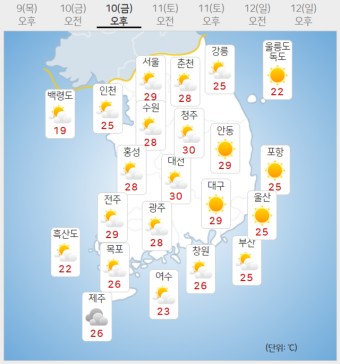 9(목) 10(금) 10(금) 11(토) 11(토) 12(일) 12(일)
오후 오전 오후 오전 오후 오전 오후
울릉도
독도
22
강릉
25
서울
29
춘천
28
백령도
19
인천
25
수원
28
청주
30
안동
29
홍성
28
대전
30
포항
25
대구
29
울산
25
전주
29
광주
28
부산
25
흑산도
22
목포
26
창원
26
여수
23
제주
26
(단위: ℃)